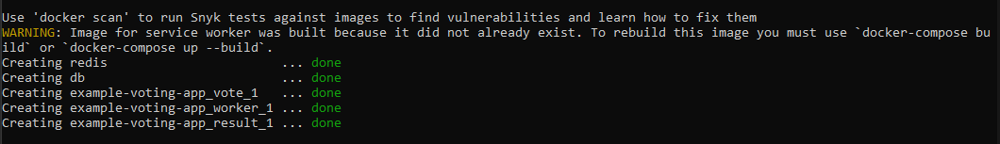 Use 'docker scan' to run Snyk tests against images to find vulnerabilities and learn how to fix them
WARNING: Image for service worker was built because it did not already exist. To rebuild this image you must use `docker-compose bu
ild` or `docker-compose up --build`.
Creating redis                       ... done
Creating db                          ... done
Creating example-voting-app_vote_1   ... done
Creating example-voting-app_worker_1 ... done
Creating example-voting-app_result_1 ... done